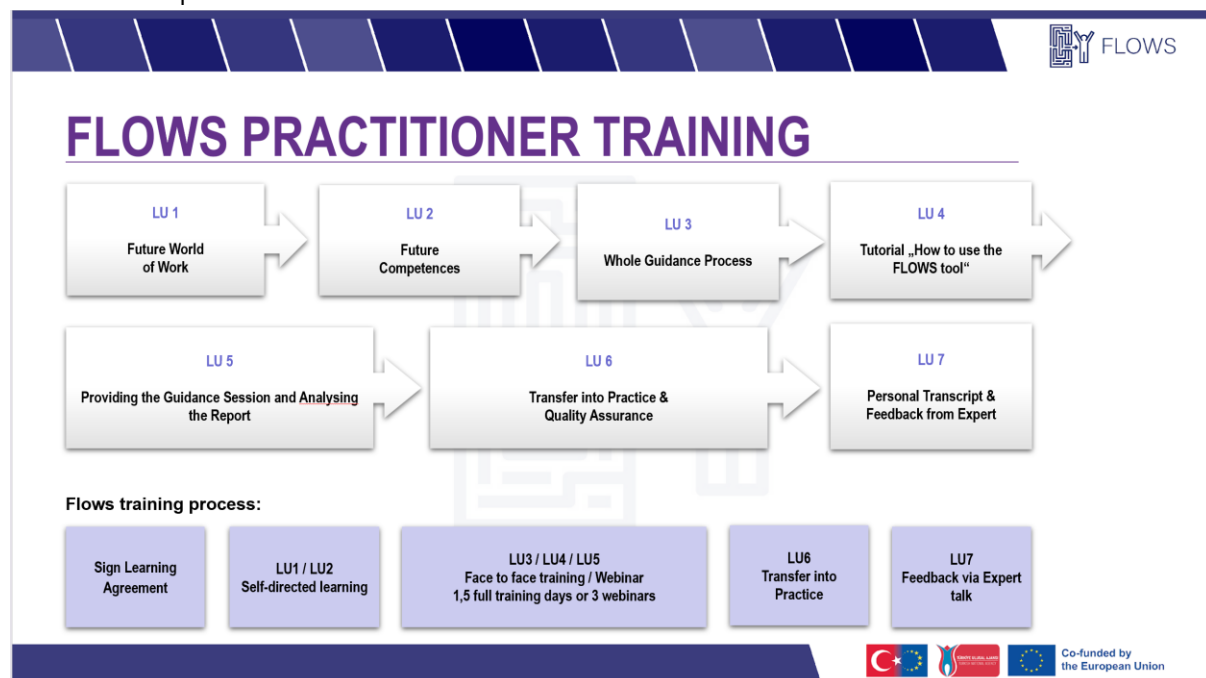 FLOWS
FLOWS PRACTITIONER TRAINING
LU 1
Future World
of Work
LU 2
Future
Competences
LU 3
Whole Guidance Process
LU 4
Tutorial „How to use the
FLOWS tool“
LU 5
Providing the Guidance Session and Analysing
the Report
LU 6
Transfer into Practice &
Quality Assurance
LU 7
Personal Transcript &
Feedback from Expert
Flows training process:
Sign Learning
Agreement
LU1 / LU2
Self-directed learning
LU3 / LU4 / LU5
Face to face training / Webinar
1,5 full training days or 3 webinars
LU6
Transfer into
Practice
LU7
Feedback via Expert
talk
Co-funded by
the European Union